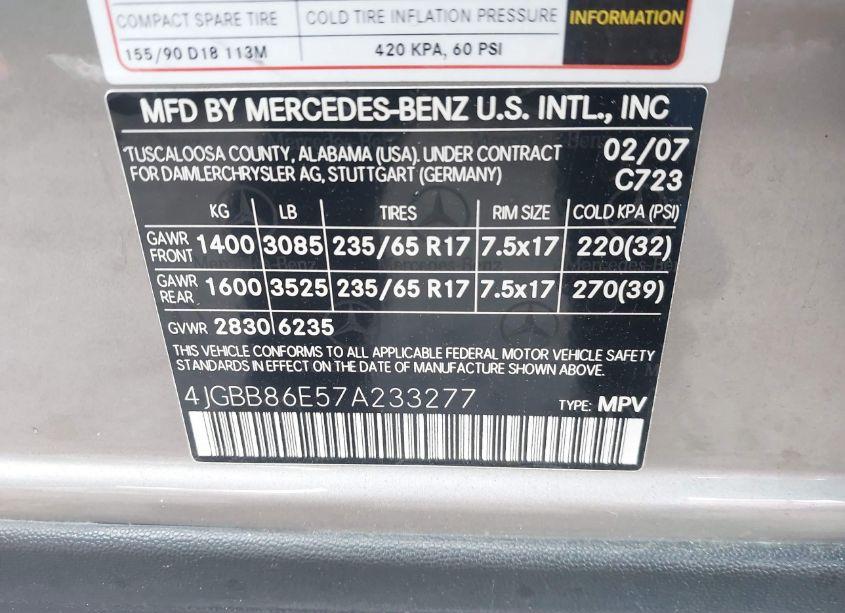 COMPACT SPARE TIRE COLD TIRE INFLATION PRESSURE INFORMATION
155/90 D18 113M 420 KPA, 60 PSI
MFD BY MERCEDES-BENZ U.S. INTL., INC
TUSCALOOSA COUNTY, ALABAMA (USA). UNDER CONTRACT 02/07
FOR DAIMLERCHRYSLER AG, STUTTGART (GERMANY) C723
KG LB TIRES RIM SIZE COLD KPA (PSI)
GAWR FRONT 1400 3085 235/65 R17 7.5x17 220(32)
GAWR REAR 1600 3525 235/65 R17 7.5x17 270(39)
GVWR 2830 6235
THIS VEHICLE CONFORMS TO ALL APPLICABLE FEDERAL MOTOR VEHICLE SAFETY
STANDARDS IN EFFECT ON THE DATE OF MANUFACTURE SHOWN ABOVE.
4JGBB86E57A233277 TYPE: MPV